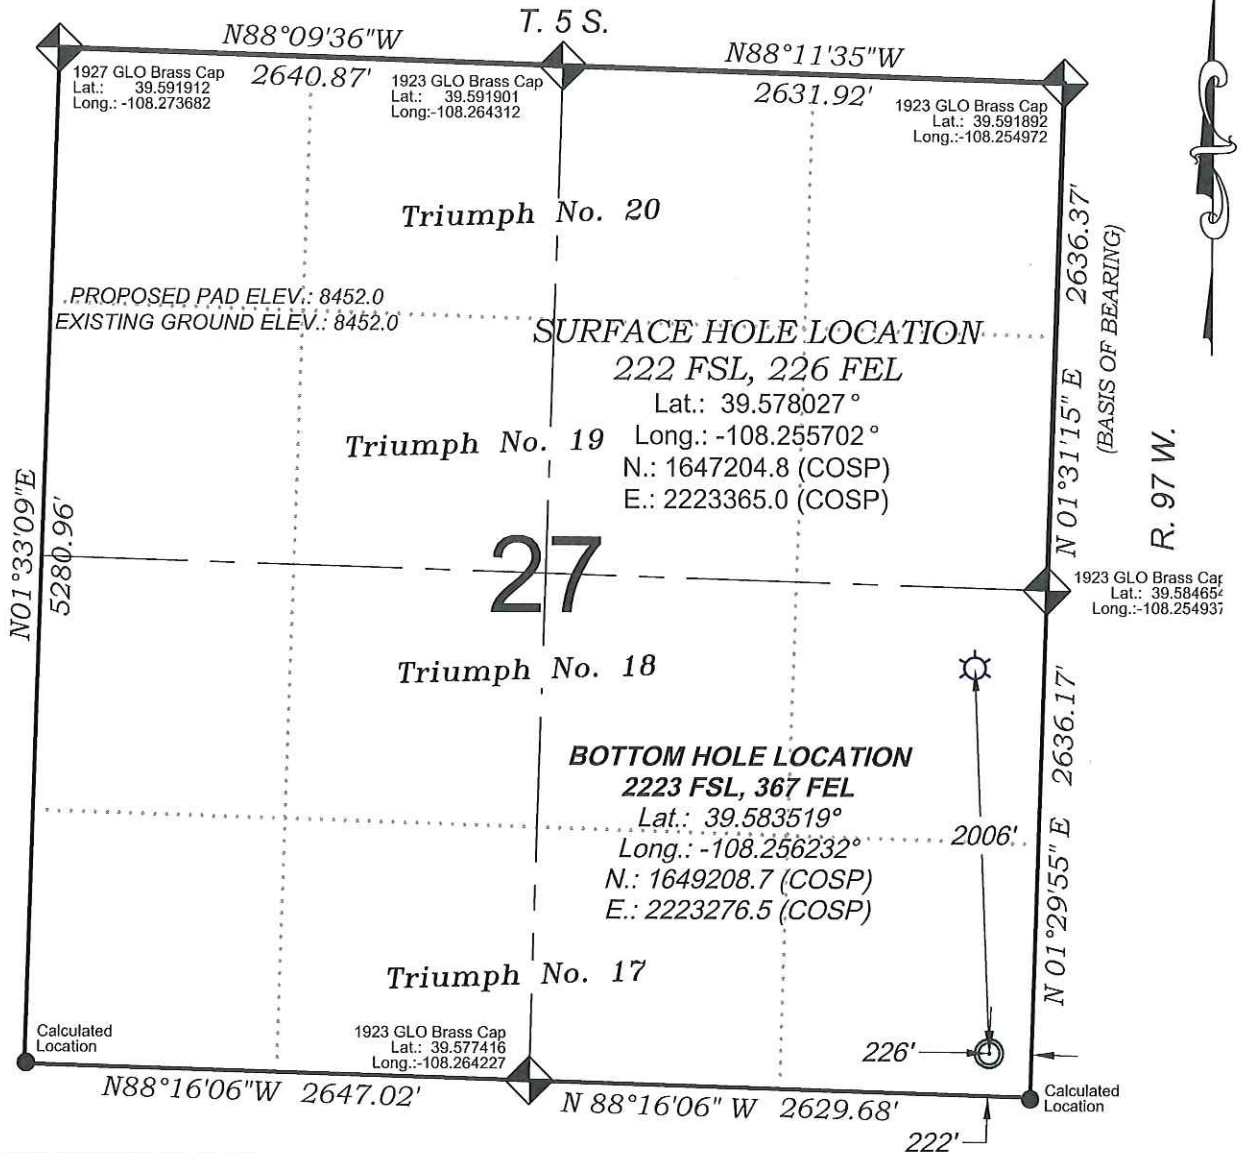 T. 5 S.
N88°09'36"W
2640.87'
N88°11'35"W
2631.92'
1927 GLO Brass Cap
Lat.: 39.591912
Long.: -108.273682
1923 GLO Brass Cap
Lat.: 39.591901
Long:-108.264312
1923 GLO Brass Cap
Lat.: 39.591892
Long.:-108.254972
Triumph No. 20
2636.37'
(BASIS OF BEARING)
N 01°31'15" E
PROPOSED PAD ELEV.: 8452.0
EXISTING GROUND ELEV.: 8452.0
SURFACE HOLE LOCATION
222 FSL, 226 FEL
Lat.: 39.578027°
Long.: -108.255702°
N.: 1647204.8 (COSP)
E.: 2223365.0 (COSP)
Triumph No. 19
R. 97 W.
N01°33'09"E
5280.96'
27
1923 GLO Brass Cap
Lat.: 39.584654
Long.:-108.254937
Triumph No. 18
2636.17'
N 01°29'55" E
BOTTOM HOLE LOCATION
2223 FSL, 367 FEL
Lat.: 39.583519°
Long.: -108.256232°
N.: 1649208.7 (COSP)
E.: 2223276.5 (COSP)
2006'
Triumph No. 17
Calculated
Location
1923 GLO Brass Cap
Lat.: 39.577416
Long.:-108.264227
226'
N88°16'06"W 2647.02'
N 88°16'06" W 2629.68'
Calculated
Location
222'